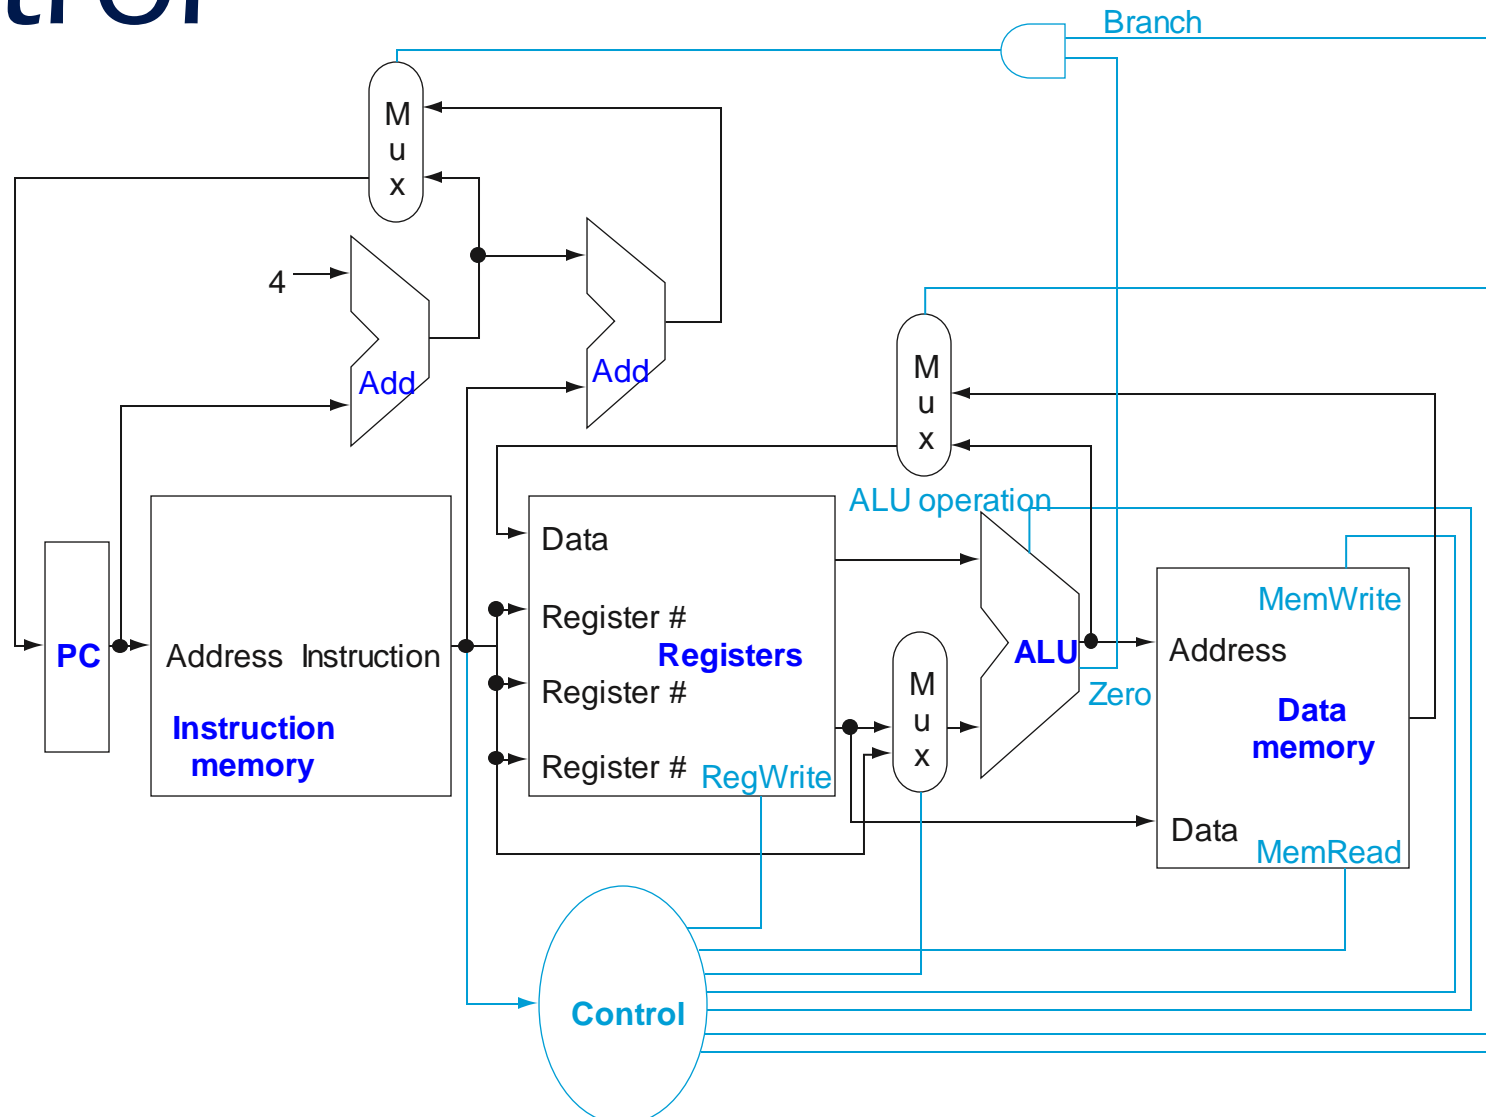 Branch
M
u
x
4
Add
Add
M
u
x
ALU operation
Data
Register #
Registers
Register #
Register #
RegWrite
PC
Address Instruction
Instruction
memory
M
u
x
ALU
Zero
MemWrite
Address
Data
memory
Data
MemRead
Control